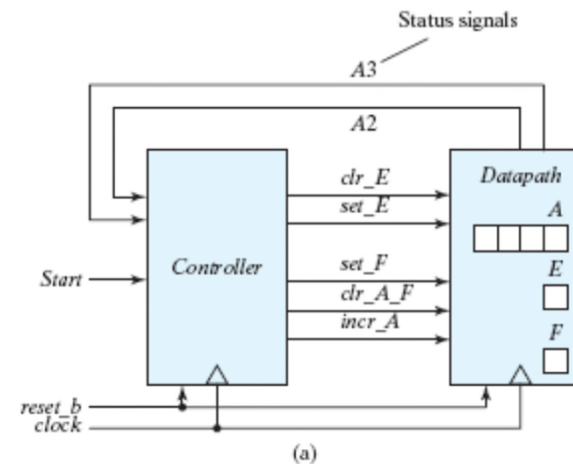 Status signals
A3
A2
clr_E
set_E
Datapath
A
Start
Controller
set_F
E
clr_A_F
incr_A
F
reset_b
clock
(a)